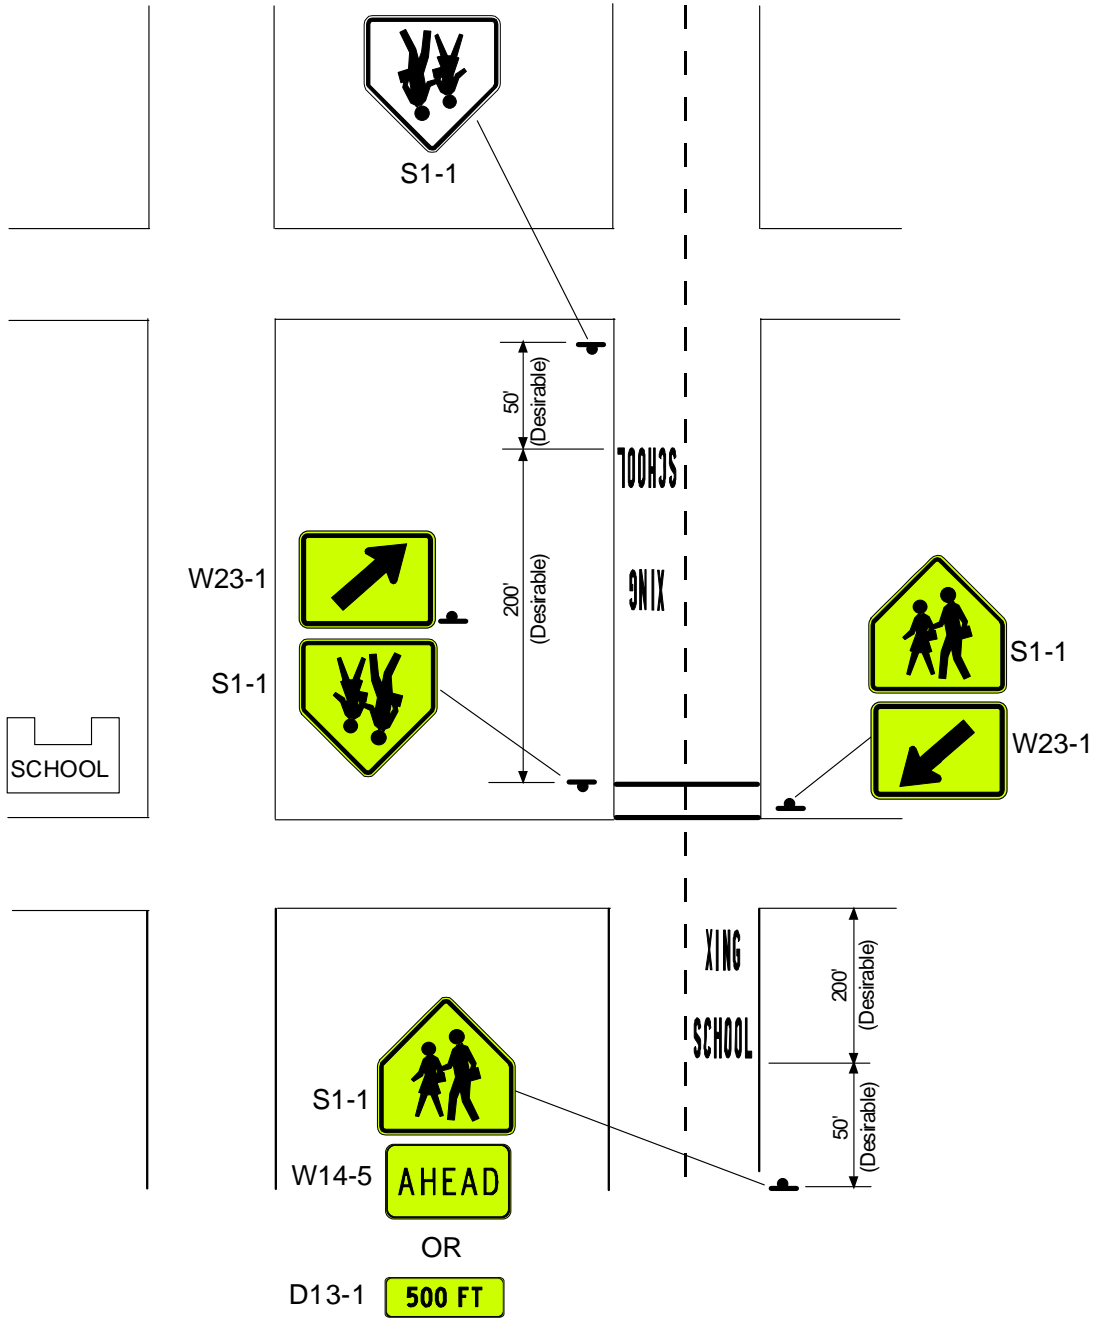 S1-1
50'
(Desirable)
SCHOOL
200'
(Desirable)
XING
W23-1
S1-1
S1-1
W23-1
SCHOOL
XING
200'
(Desirable)
SCHOOL
50'
(Desirable)
S1-1
W14-5
AHEAD
OR
D13-1
500 FT